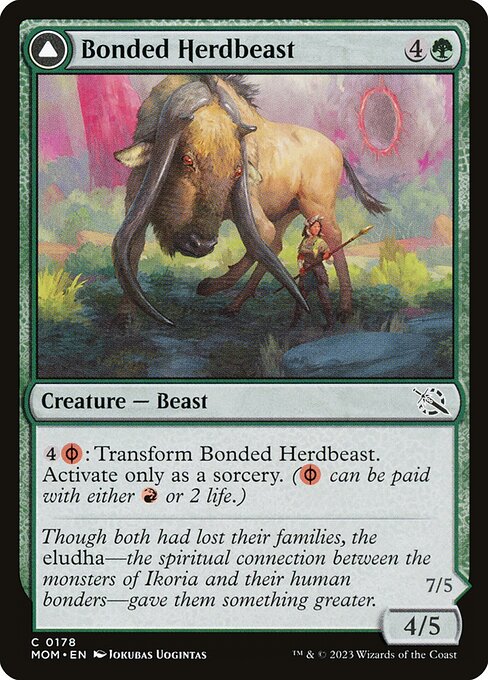 Bonded Herdbeast 4
Creature — Beast
4 : Transform Bonded Herdbeast.
Activate only as a sorcery. ( can be paid
with either or 2 life.)
Though both had lost their families, the
eludha—the spiritual connection between the
monsters of Ikoria and their human
bonders—gave them something greater.
7/5
4/5
C 0178
MOM • EN JOKUBAS UOGINTAS
™ & © 2023 Wizards of the Coast